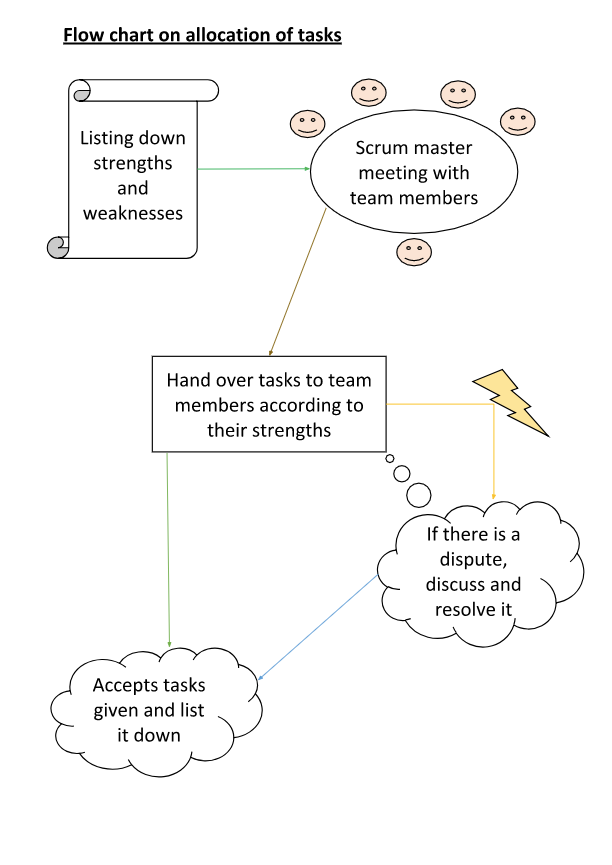 Flow chart on allocation of tasks
Listing down
strengths
and
weaknesses
Scrum master
meeting with
team members
Hand over tasks to team
members according to
their strengths
If there is a
dispute,
discuss and
resolve it
Accepts tasks
given and list
it down